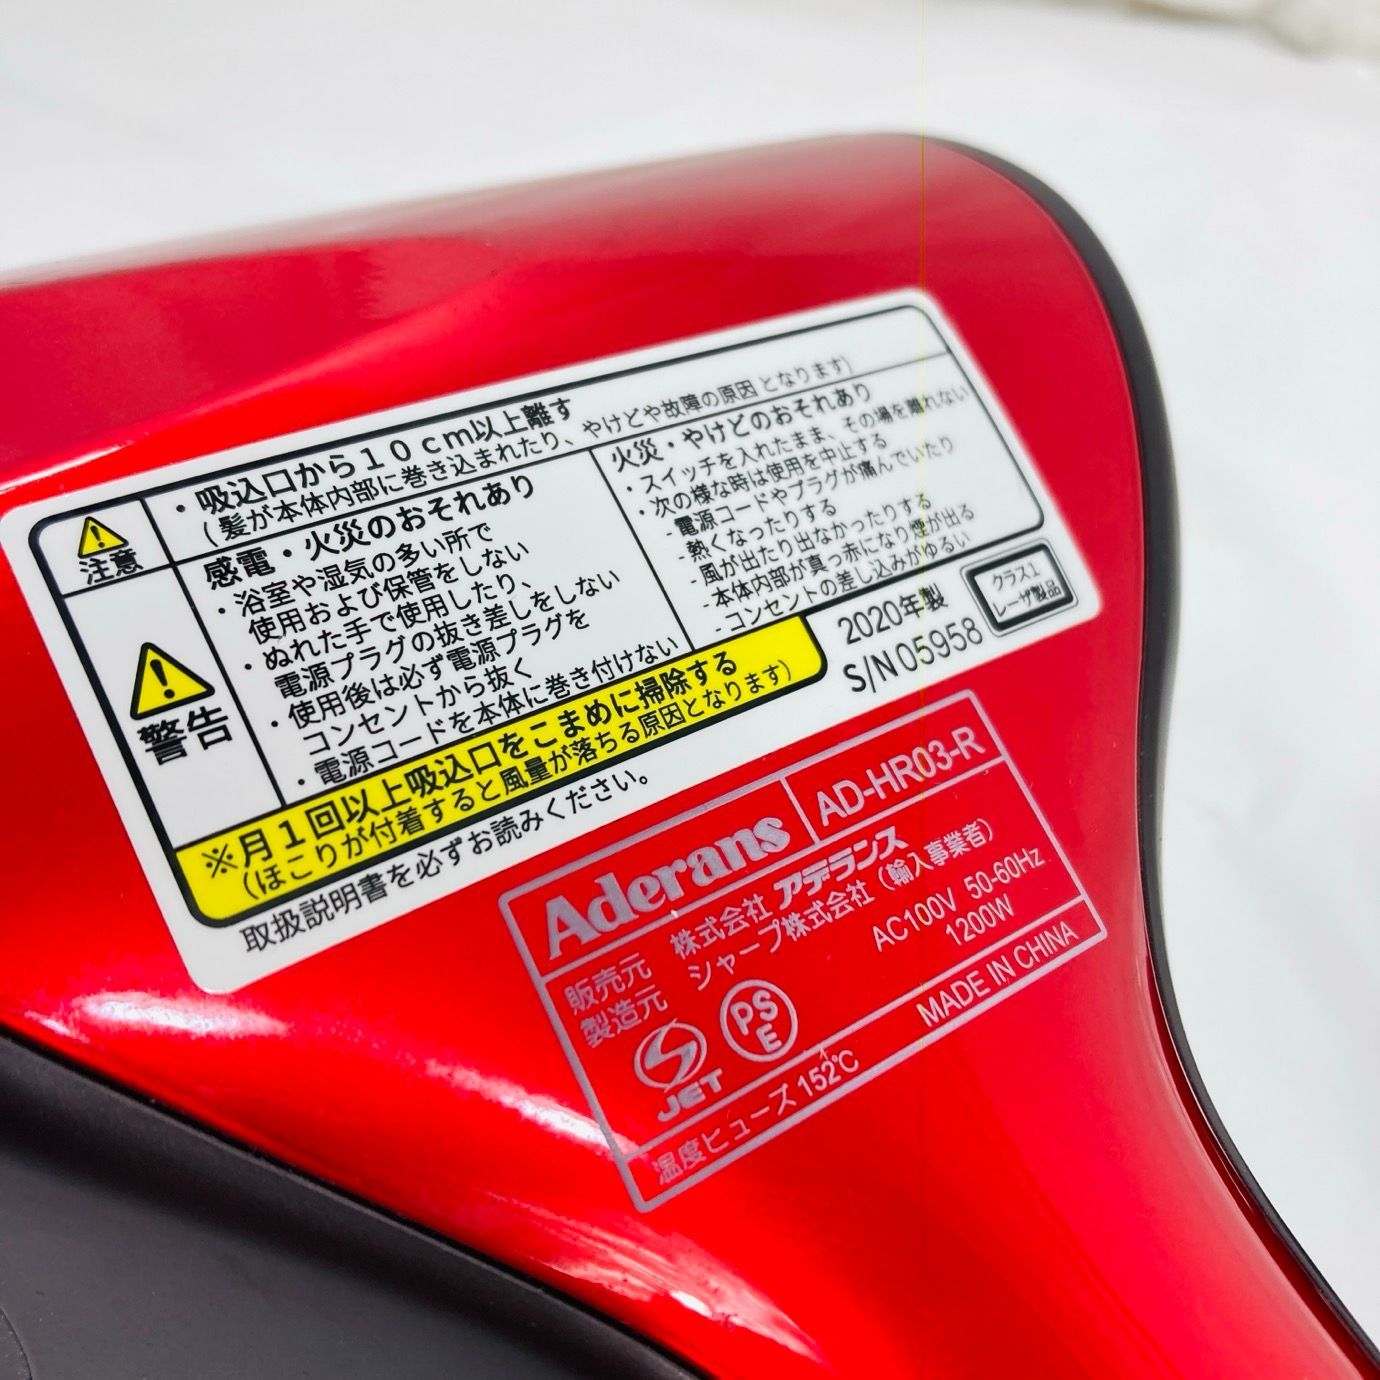 注意
・吸込口から１０ｃｍ以上離す
(髪が本体内部に巻き込まれたり、やけどや故障の原因となります)
警告
感電・火災のおそれあり
・浴室や湿気の多い所で
使用および保管をしない
・ぬれた手で使用したり、
電源プラグの抜き差しをしない
・使用後は必ず電源プラグを
コンセントから抜く
・電源コードを本体に巻き付けない
火災・やけどのおそれあり
・スイッチを入れたまま、その場を離れない
・次の様な時は使用を中止する
-電源コードやプラグが痛んでいたり
熱くなったりする
-風が出たり出なかったりする
-本体内部が真っ赤になり煙が出る
-コンセントの差し込みがゆるい
※月１回以上吸込口をこまめに掃除する
(ほこりが付着すると風量が落ちる原因となります)
取扱説明書を必ずお読みください。
2020年製
S/N 05958
クラス1
レーザ製品
Aderans
AD-HR03-R
販売元 株式会社 アデランス
製造元 シャープ株式会社(輸入事業者)
AC100V 50-60Hz
1200W
JET
PS
E
MADE IN CHINA
温度ヒューズ152℃